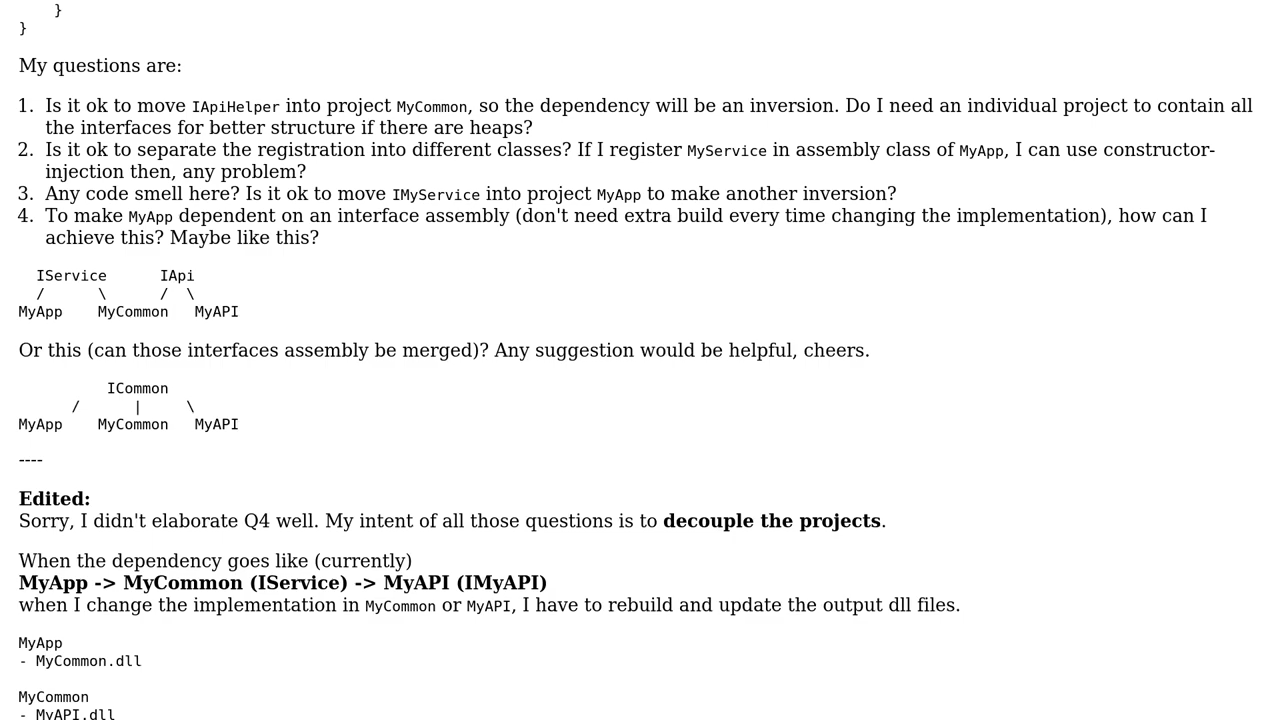 }
}
My questions are:
1. Is it ok to move IApiHelper into project MyCommon, so the dependency will be an inversion. Do I need an individual project to contain all
the interfaces for better structure if there are heaps?
2. Is it ok to separate the registration into different classes? If I register MyService in assembly class of MyApp, I can use constructor-
injection then, any problem?
3. Any code smell here? Is it ok to move IMyService into project MyApp to make another inversion?
4. To make MyApp dependent on an interface assembly (don't need extra build every time changing the implementation), how can I
achieve this? Maybe like this?
  IService      IApi
  /      \      /  \
MyApp    MyCommon   MyAPI
Or this (can those interfaces assembly be merged)? Any suggestion would be helpful, cheers.
          ICommon
      /      |     \
MyApp    MyCommon   MyAPI
----
Edited:
Sorry, I didn't elaborate Q4 well. My intent of all those questions is to decouple the projects.
When the dependency goes like (currently)
MyApp -> MyCommon (IService) -> MyAPI (IMyAPI)
when I change the implementation in MyCommon or MyAPI, I have to rebuild and update the output dll files.
MyApp
- MyCommon.dll
MyCommon
- MyAPI.dll